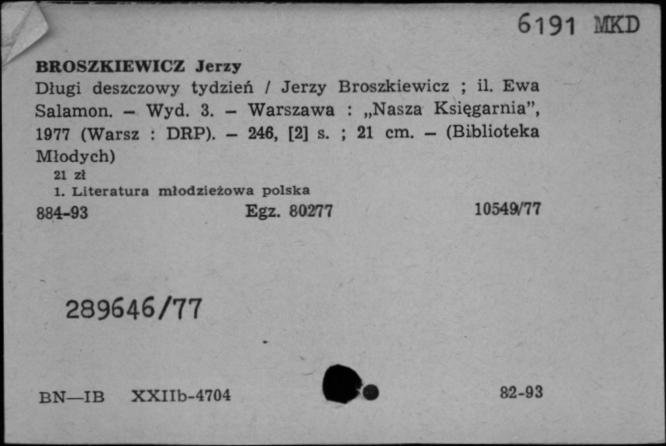 6191 MKD
BROSZKIEWICZ Jerzy
Długi deszczowy tydzień / Jerzy Broszkiewicz ; il. Ewa
Salamon. — Wyd. 3. — Warszawa : „Nasza Księgarnia”,
1977 (Warsz : DRP). — 246, [2] s. ; 21 cm. — (Biblioteka
Młodych)
21 zł
1. Literatura młodzieżowa polska
884-93 Egz. 80277 10549/77
289646/77
BN—IB XXIIb-4704 82-93